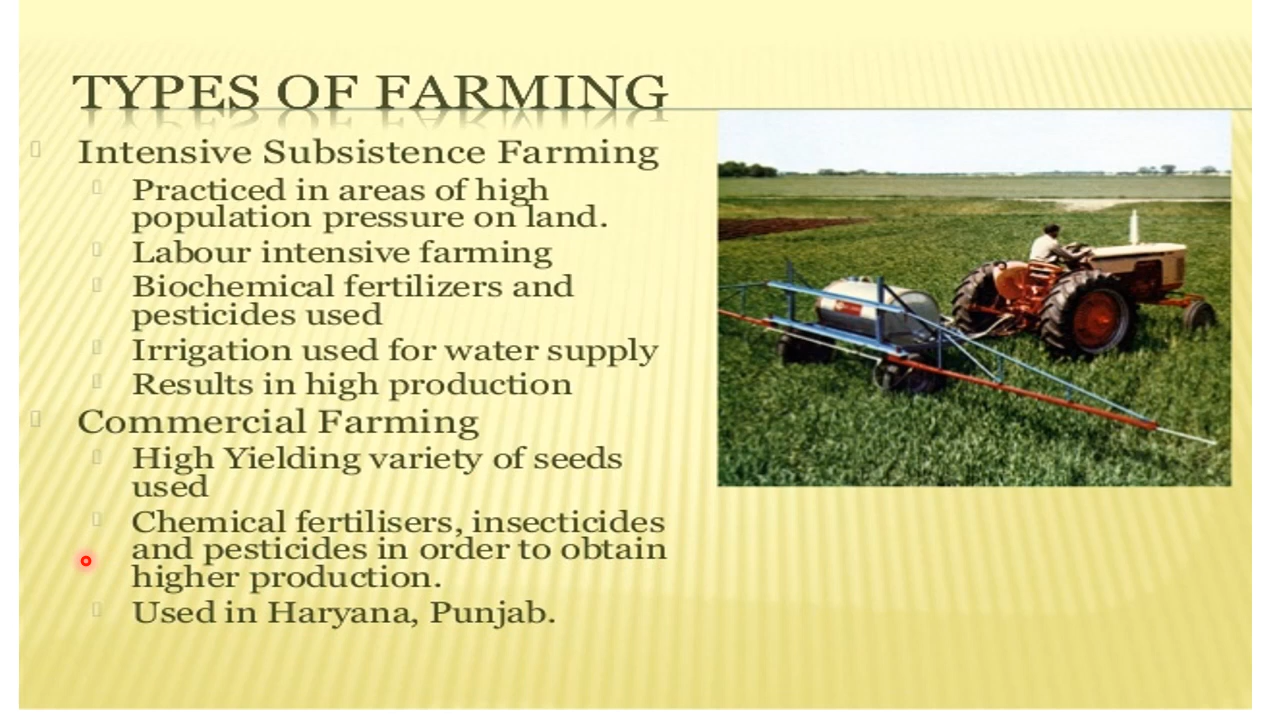 TYPES OF FARMING
Intensive Subsistence Farming
Practiced in areas of high
population pressure on land.
Labour intensive farming
Biochemical fertilizers and
pesticides used
Irrigation used for water supply
Results in high production
Commercial Farming
High Yielding variety of seeds
used
Chemical fertilisers, insecticides
and pesticides in order to obtain
higher production.
Used in Haryana, Punjab.